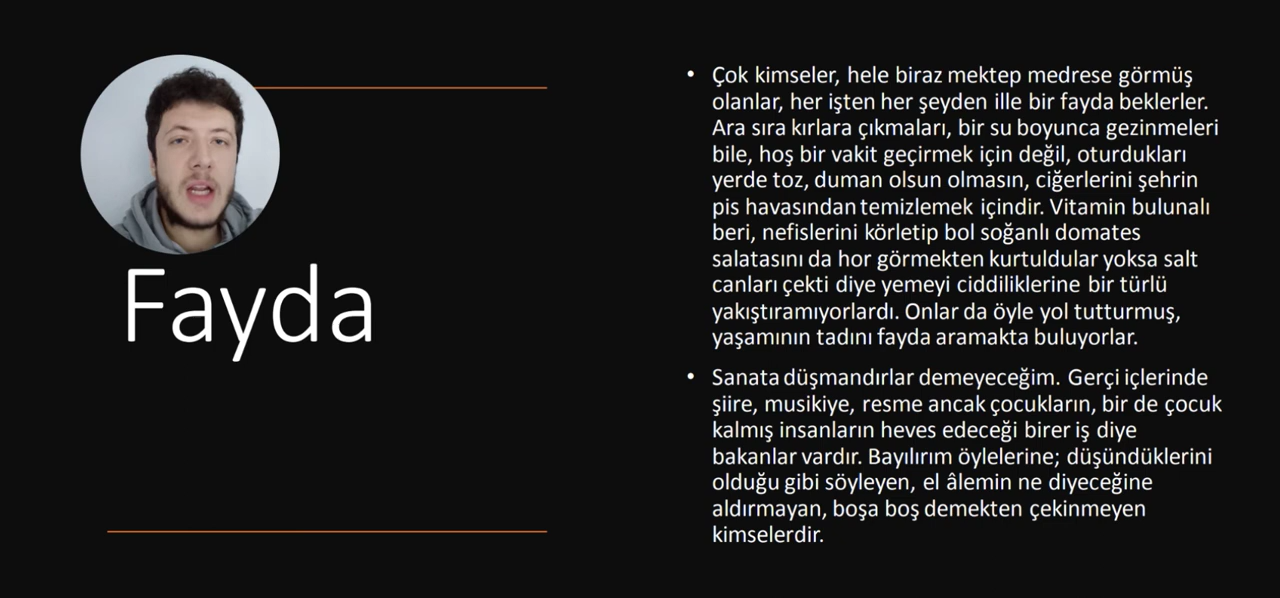 Fayda
• Çok kimseler, hele biraz mektep medrese görmüş
olanlar, her işten her şeyden ille bir fayda beklerler.
Ara sıra kırlara çıkmaları, bir su boyunca gezinmeleri
bile, hoş bir vakit geçirmek için değil, oturdukları
yerde toz, duman olsun olmasın, ciğerlerini şehrin
pis havasından temizlemek içindir. Vitamin bulunalı
beri, nefislerini körletip bol soğanlı domates
salatasını da hor görmekten kurtuldular yoksa salt
canları çekti diye yemeyi ciddiliklerine bir türlü
yakıştıramıyorlardı. Onlar da öyle yol tutturmuş,
yaşamının tadını fayda aramakta buluyorlar.
• Sanata düşmandırlar demeyeceğim. Gerçi içlerinde
şiire, musikiye, resme ancak çocukların, bir de çocuk
kalmış insanların heves edeceği birer iş diye
bakanlar vardır. Bayılırım öylelerine; düşündüklerini
olduğu gibi söyleyen, el âlemin ne diyeceğine
aldırmayan, boşa boş demekten çekinmeyen
kimselerdir.